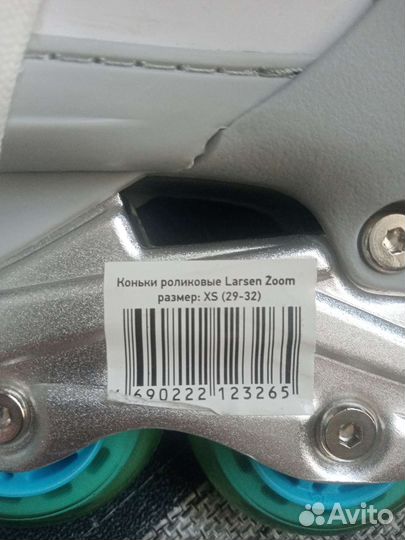 Коньки роликовые Larsen Zoom
размер: XS (29-32)
690222 123265
Avito